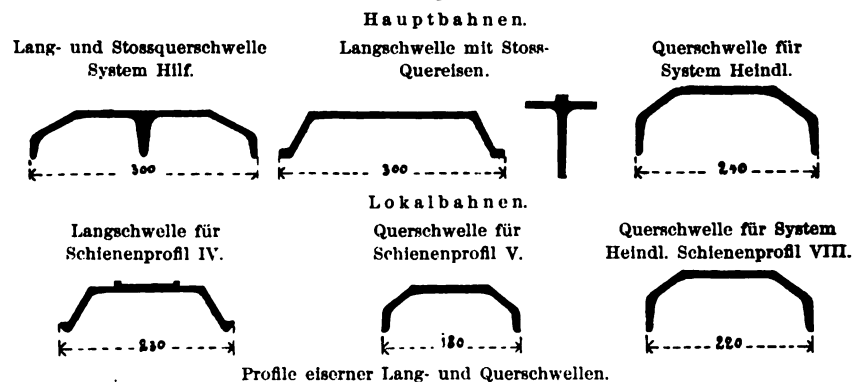 Hauptbahnen.
Lang- und Stossquerschwelle
System Hilf.
Langschwelle mit Stoss-
Quereisen.
Querschwelle für
System Heindl.
300
300
240
Lokalbahnen.
Langschwelle für
Schienenprofil IV.
Querschwelle für
Schienenprofil V.
Querschwelle für System
Heindl. Schienenprofil VIII.
230
180
220
Profile eiserner Lang- und Querschwellen.